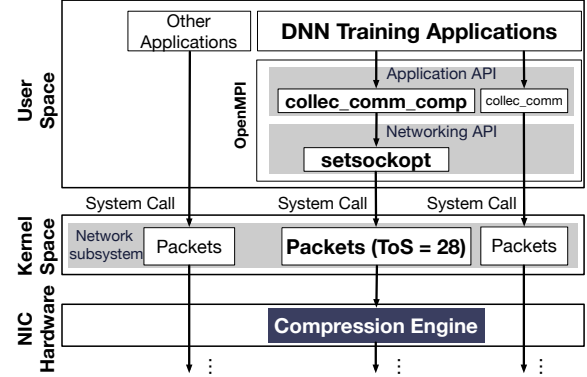 Other
Applications
DNN Training Applications
User
Space
OpenMPI
Application API
collec_comm_comp
collec_comm
Networking API
setsockopt
System Call
System Call
System Call
Kernel
Space
Network
subsystem
Packets
Packets (ToS = 28)
Packets
NIC
Hardware
Compression Engine
...
...
...